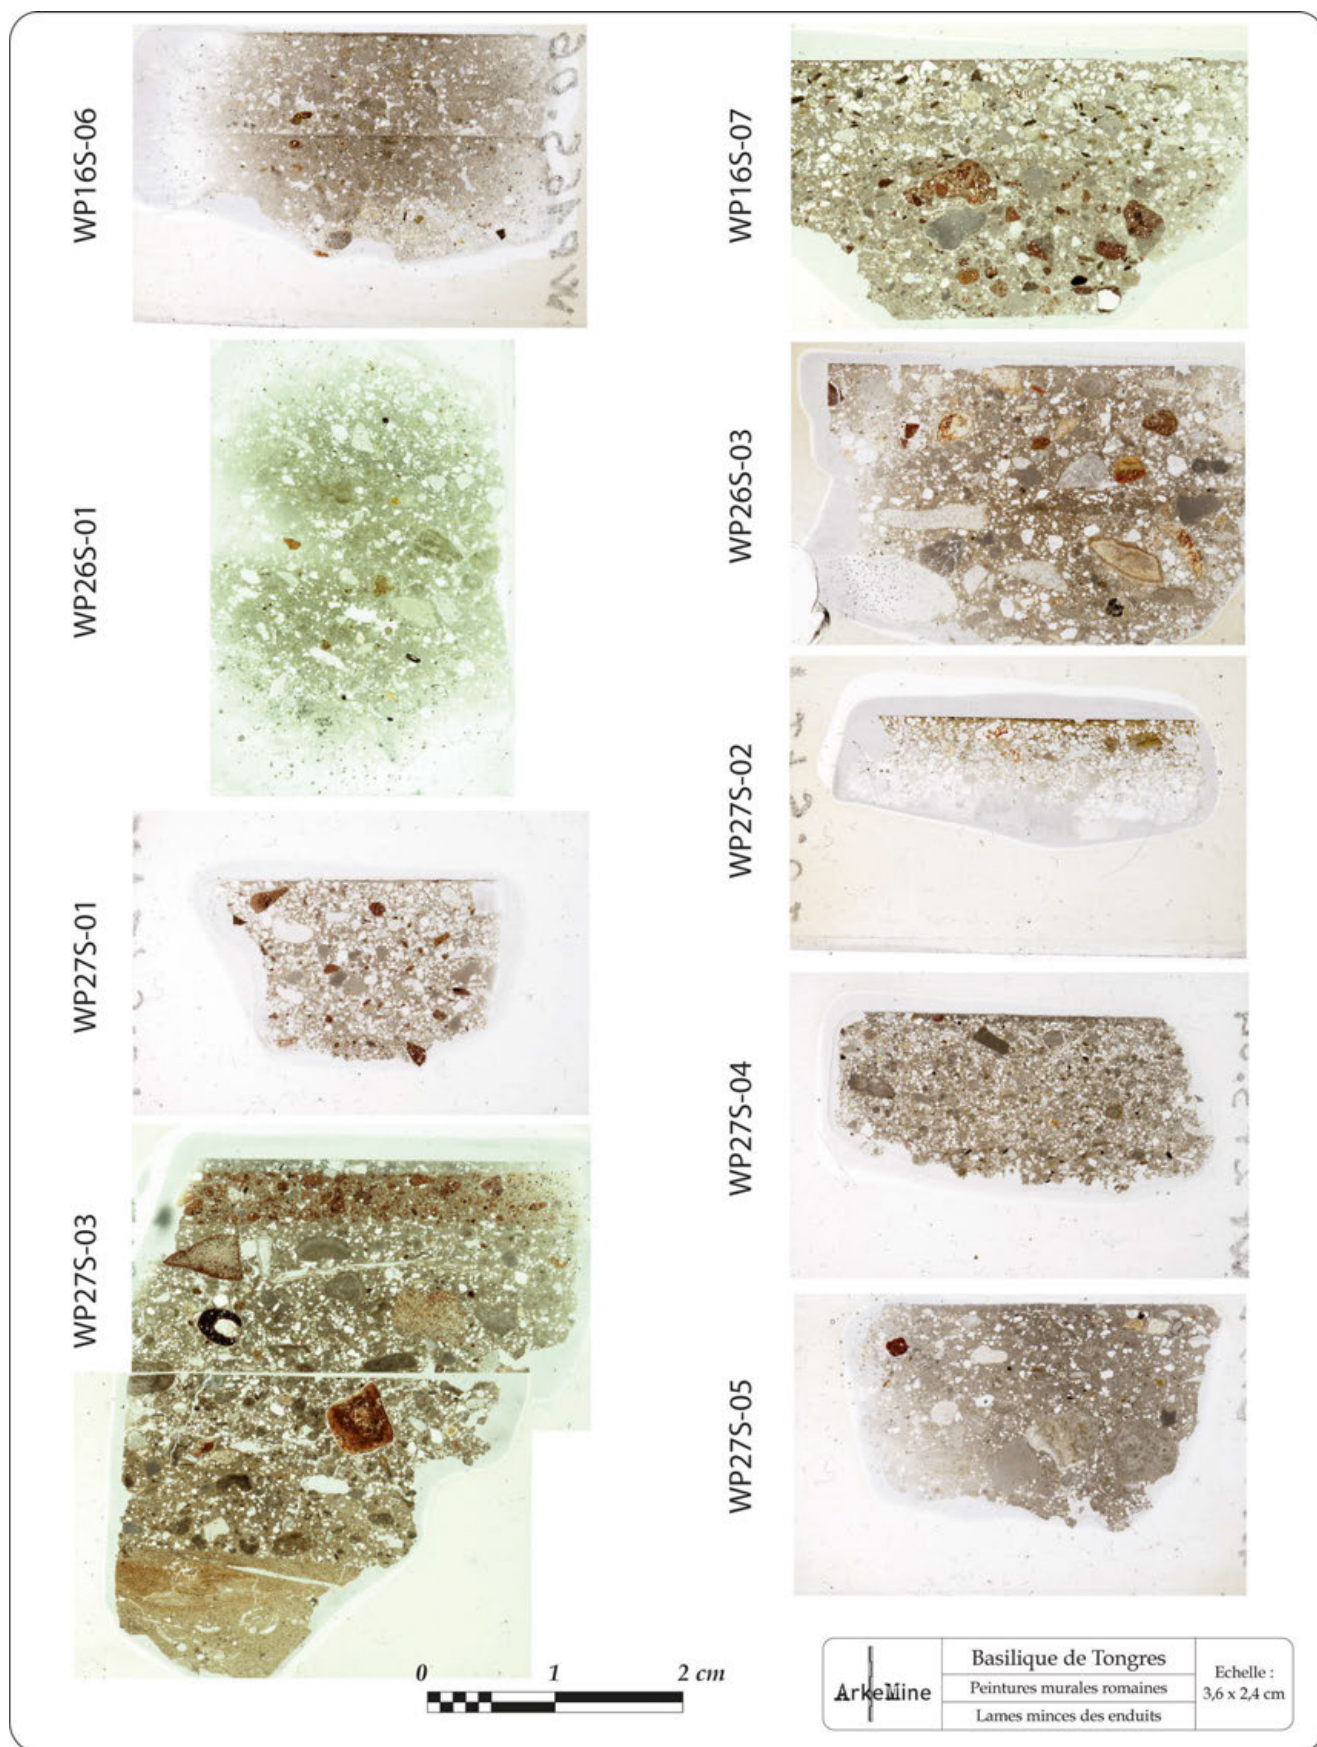 WP16S-06
WP16S-07
WP26S-01
WP26S-03
WP27S-02
WP27S-01
WP27S-04
WP27S-03
WP27S-05
0 1 2 cm
ArkeMine
Basilique de Tongres
Peintures murales romaines
Lames minces des enduits
Echelle :
3,6 x 2,4 cm